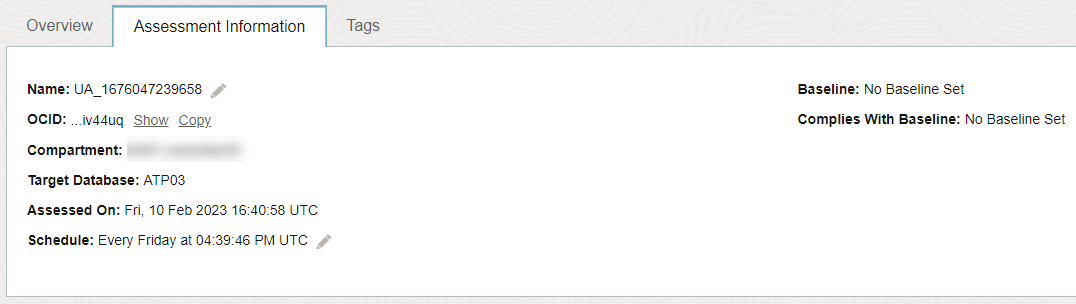 Overview Assessment Information Tags
Name: UA_1676047239658 Baseline: No Baseline Set
OCID: ...iv44uq Show Copy Complies With Baseline: No Baseline Set
Compartment:
Target Database: ATP03
Assessed On: Fri, 10 Feb 2023 16:40:58 UTC
Schedule: Every Friday at 04:39:46 PM UTC